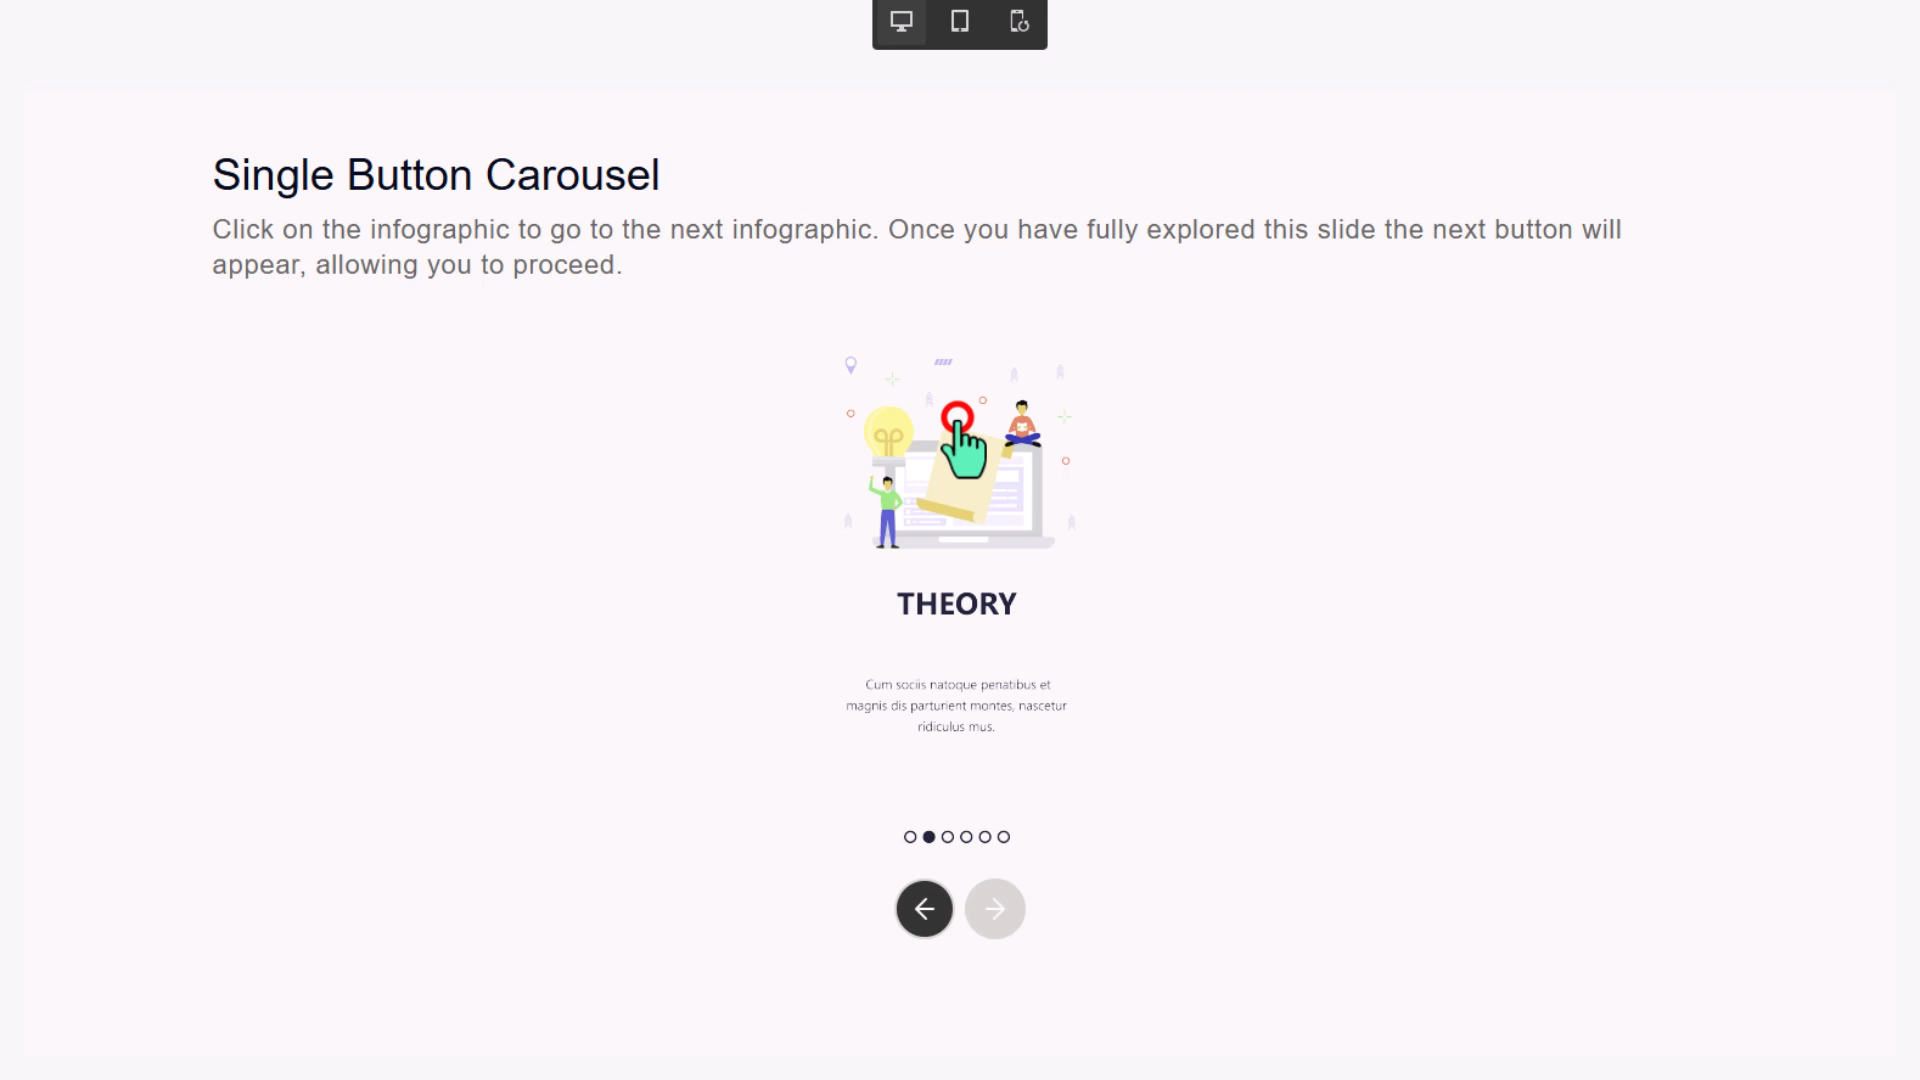 Single Button Carousel
Click on the infographic to go to the next infographic. Once you have fully explored this slide the next button will
appear, allowing you to proceed.
THEORY
Cum sociis natoque penatibus et
magnis dis parturient montes, nascetur
ridiculus mus.